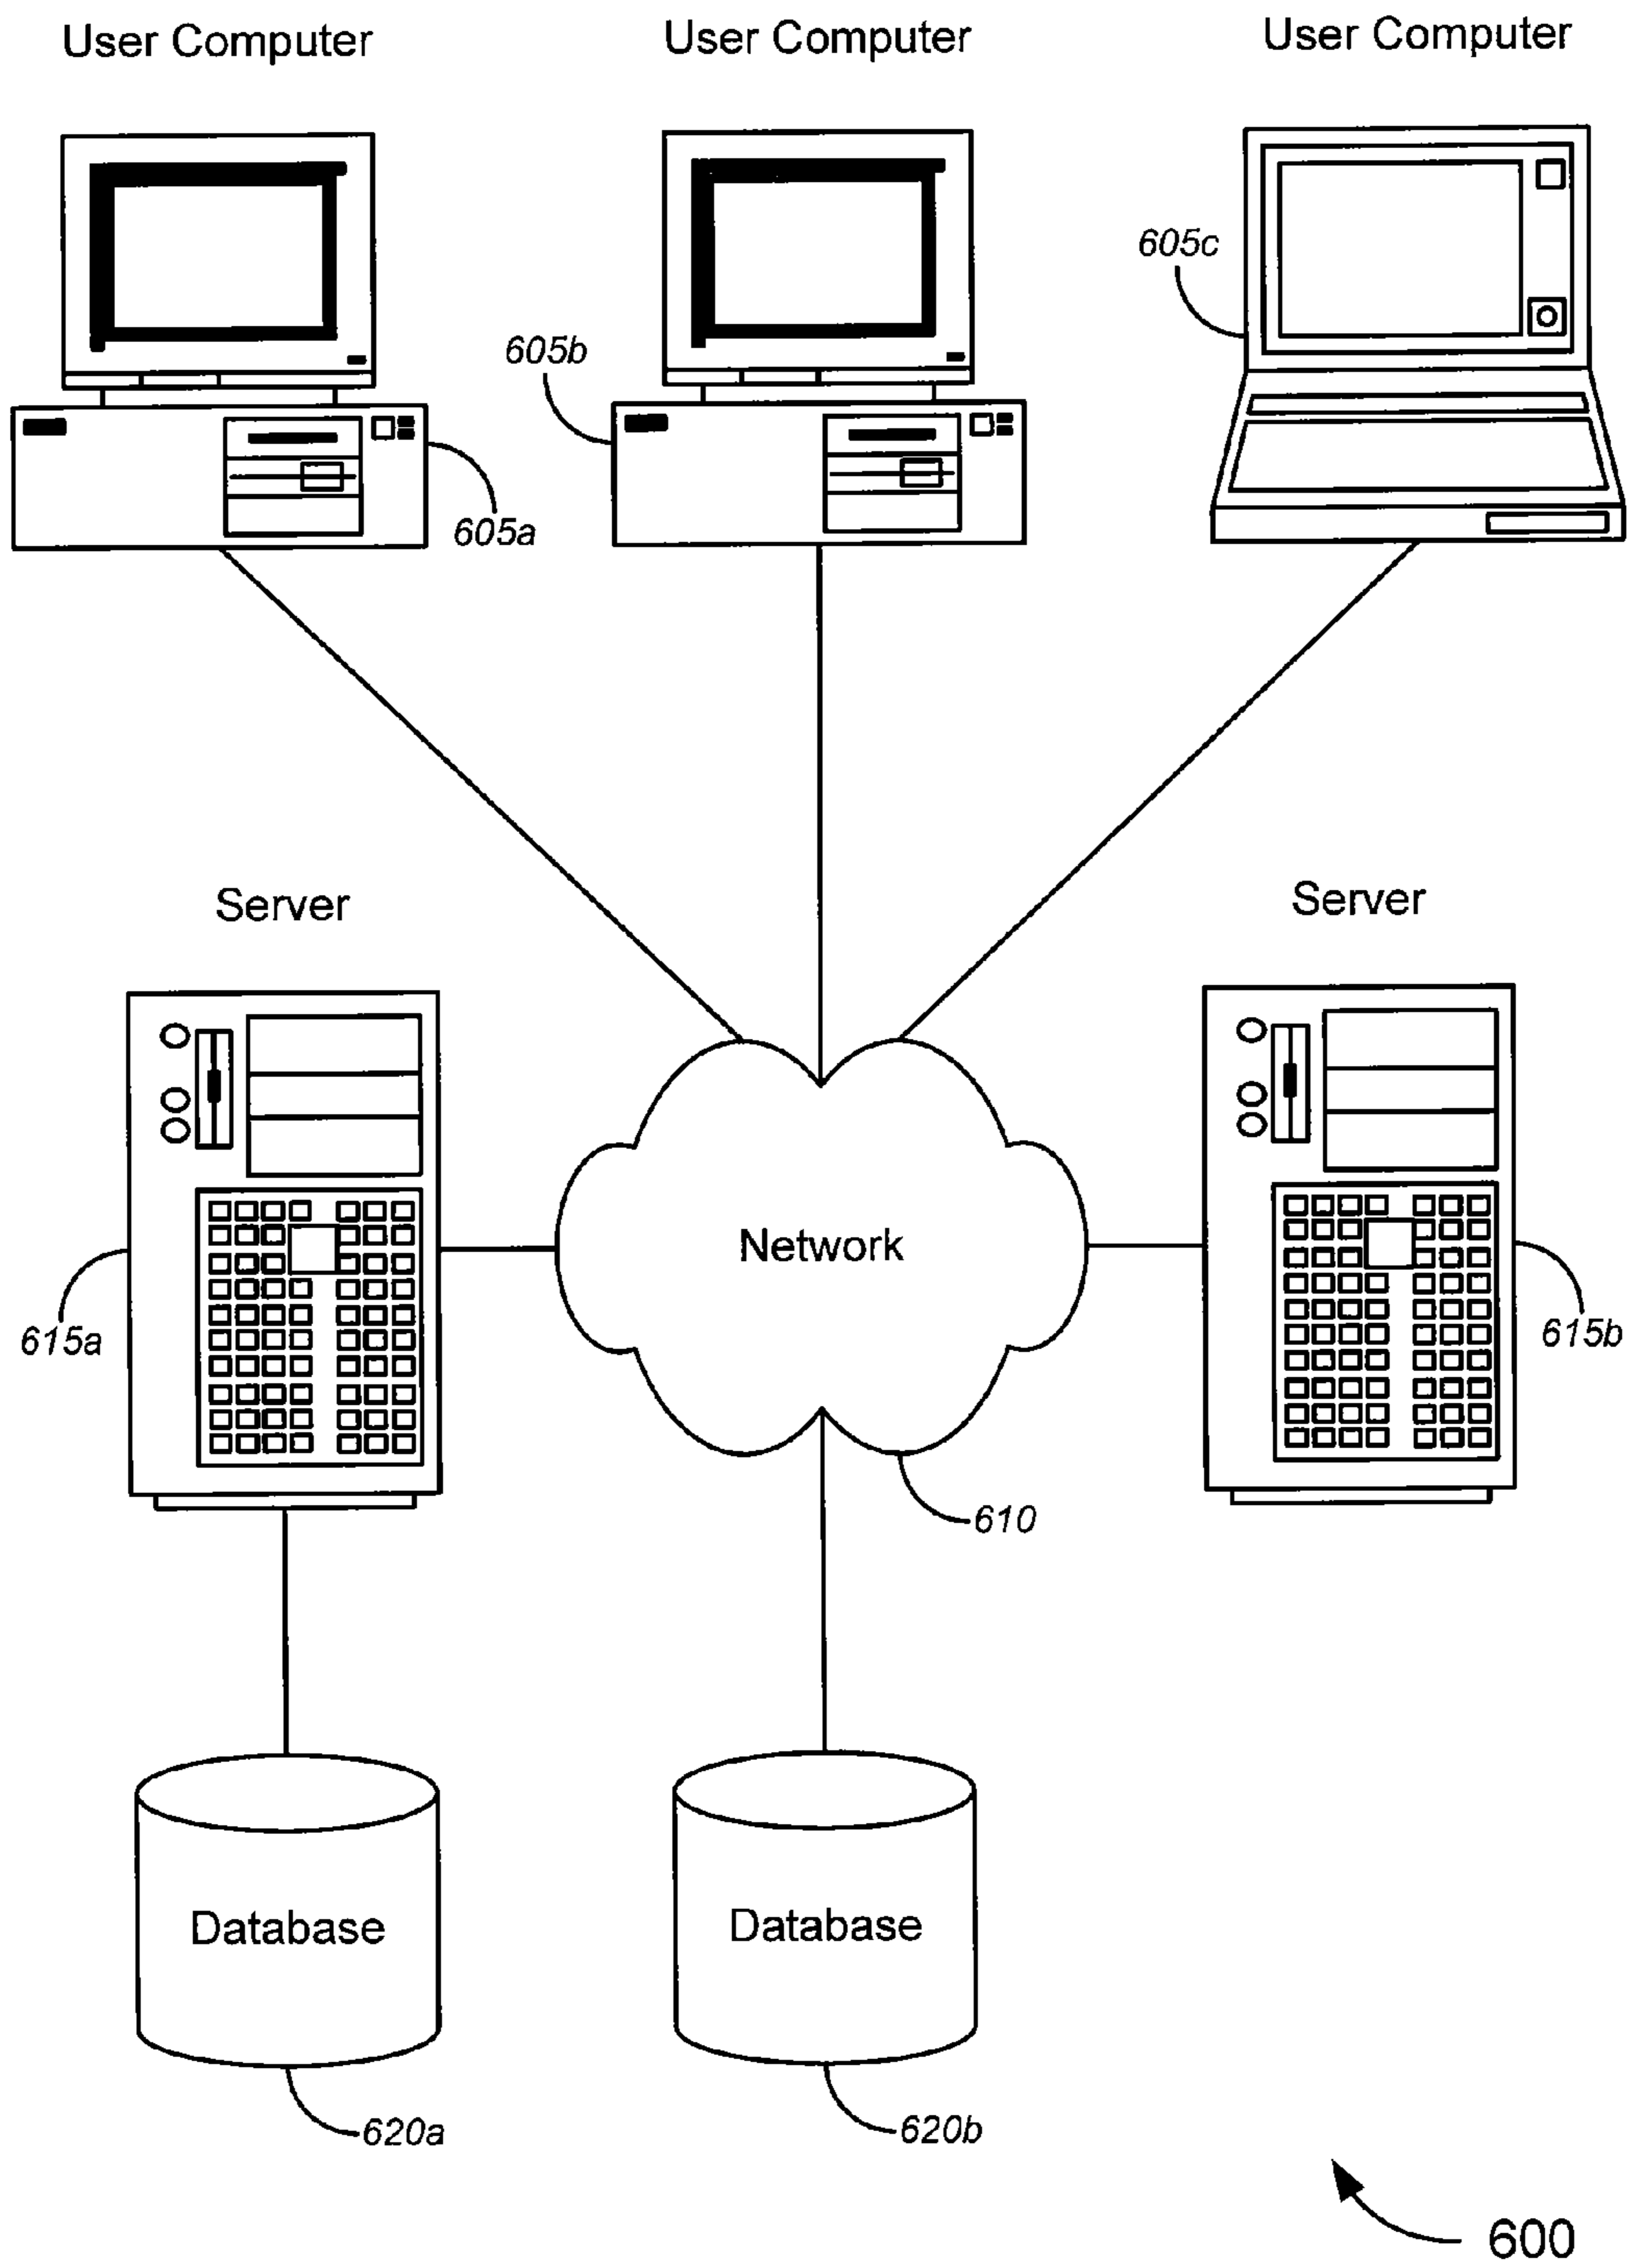 User Computer
User Computer
User Computer
605c
605b
605a
Server
Server
Network
615a
615b
610
Database
Database
620a
620b
600